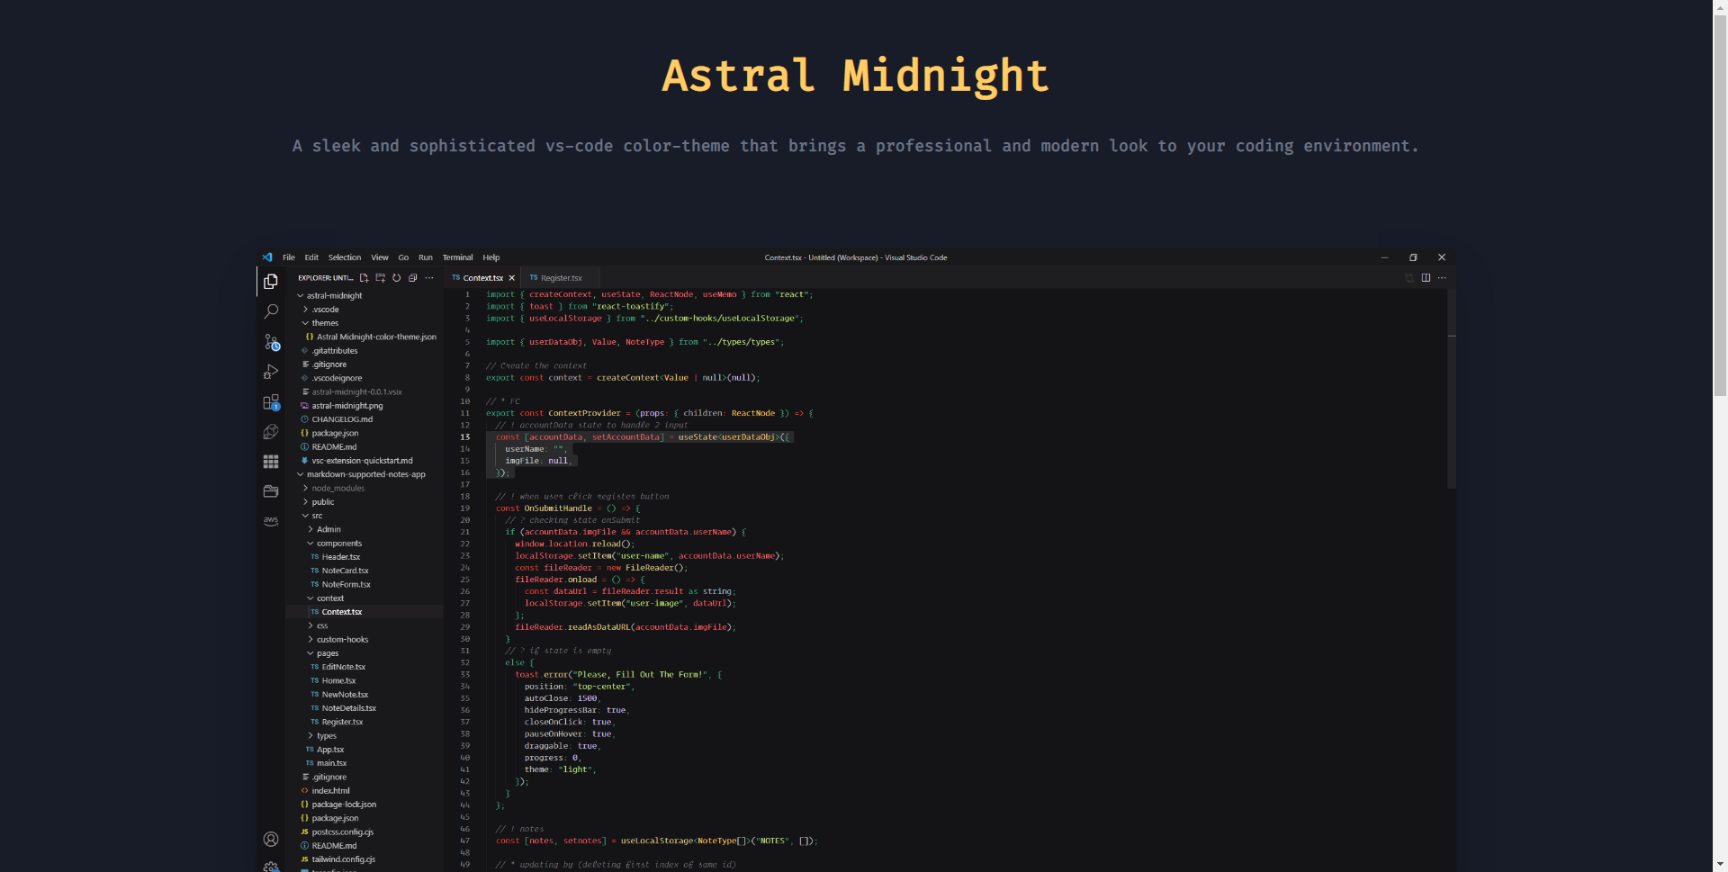 Astral Midnight
A sleek and sophisticated vs-code color-theme that brings a professional and modern look to your coding environment.
File Edit Selection View Go Run Terminal Help
Context.tsx - Untitled (Workspace) - Visual Studio Code
EXPLORER: UNTI...
astral-midnight
.vscode
themes
{} Astral Midnight-color-theme.json
.gitattributes
.gitignore
.vscodeignore
astral-midnight-0.0.1.vsix
astral-midnight.png
CHANGELOG.md
{} package.json
README.md
vsc-extension-quickstart.md
markdown-supported-notes-app
node_modules
public
src
Admin
components
TS Header.tsx
TS NoteCard.tsx
TS NoteForm.tsx
context
TS Context.tsx
css
custom-hooks
pages
TS EditNote.tsx
TS Home.tsx
TS NewNote.tsx
TS NoteDetails.tsx
TS Register.tsx
types
TS App.tsx
TS main.tsx
.gitignore
<> index.html
{} package-lock.json
{} package.json
JS postcss.config.cjs
README.md
JS tailwind.config.cjs
aws
TS Context.tsx TS Register.tsx
1 import { createContext, useState, ReactNode, useMemo } from "react";
2 import { toast } from "react-toastify";
3 import { useLocalStorage } from "../custom-hooks/useLocalStorage";
4
5 import { userDataObj, Value, NoteType } from "../types/types";
6
7 // Create the context
8 export const context = createContext<Value | null>(null);
9
10 // * FC
11 export const ContextProvider = (props: { children: ReactNode }) => {
12 // ! accountData state to handle 2 input
13 const [accountData, setAccountData] = useState<userDataObj>({
14 userName: "",
15 imgFile: null,
16 });
17
18 // ! when user click register button
19 const OnSubmitHandle = () => {
20 // ? checking state onSubmit
21 if (accountData.imgFile && accountData.userName) {
22 window.location.reload();
23 localStorage.setItem("user-name", accountData.userName);
24 const fileReader = new FileReader();
25 fileReader.onload = () => {
26 const dataUrl = fileReader.result as string;
27 localStorage.setItem("user-image", dataUrl);
28 };
29 fileReader.readAsDataURL(accountData.imgFile);
30 }
31 // ? if state is empty
32 else {
33 toast.error("Please, Fill Out The Form!", {
34 position: "top-center",
35 autoClose: 1500,
36 hideProgressBar: true,
37 closeOnClick: true,
38 pauseOnHover: true,
39 draggable: true,
40 progress: 0,
41 theme: "light",
42 });
43 }
44 };
45
46 // ! notes
47 const [notes, setnotes] = useLocalStorage<NoteType[]>("NOTES", []);
48
49 // * updating by (deleting first index of same id)